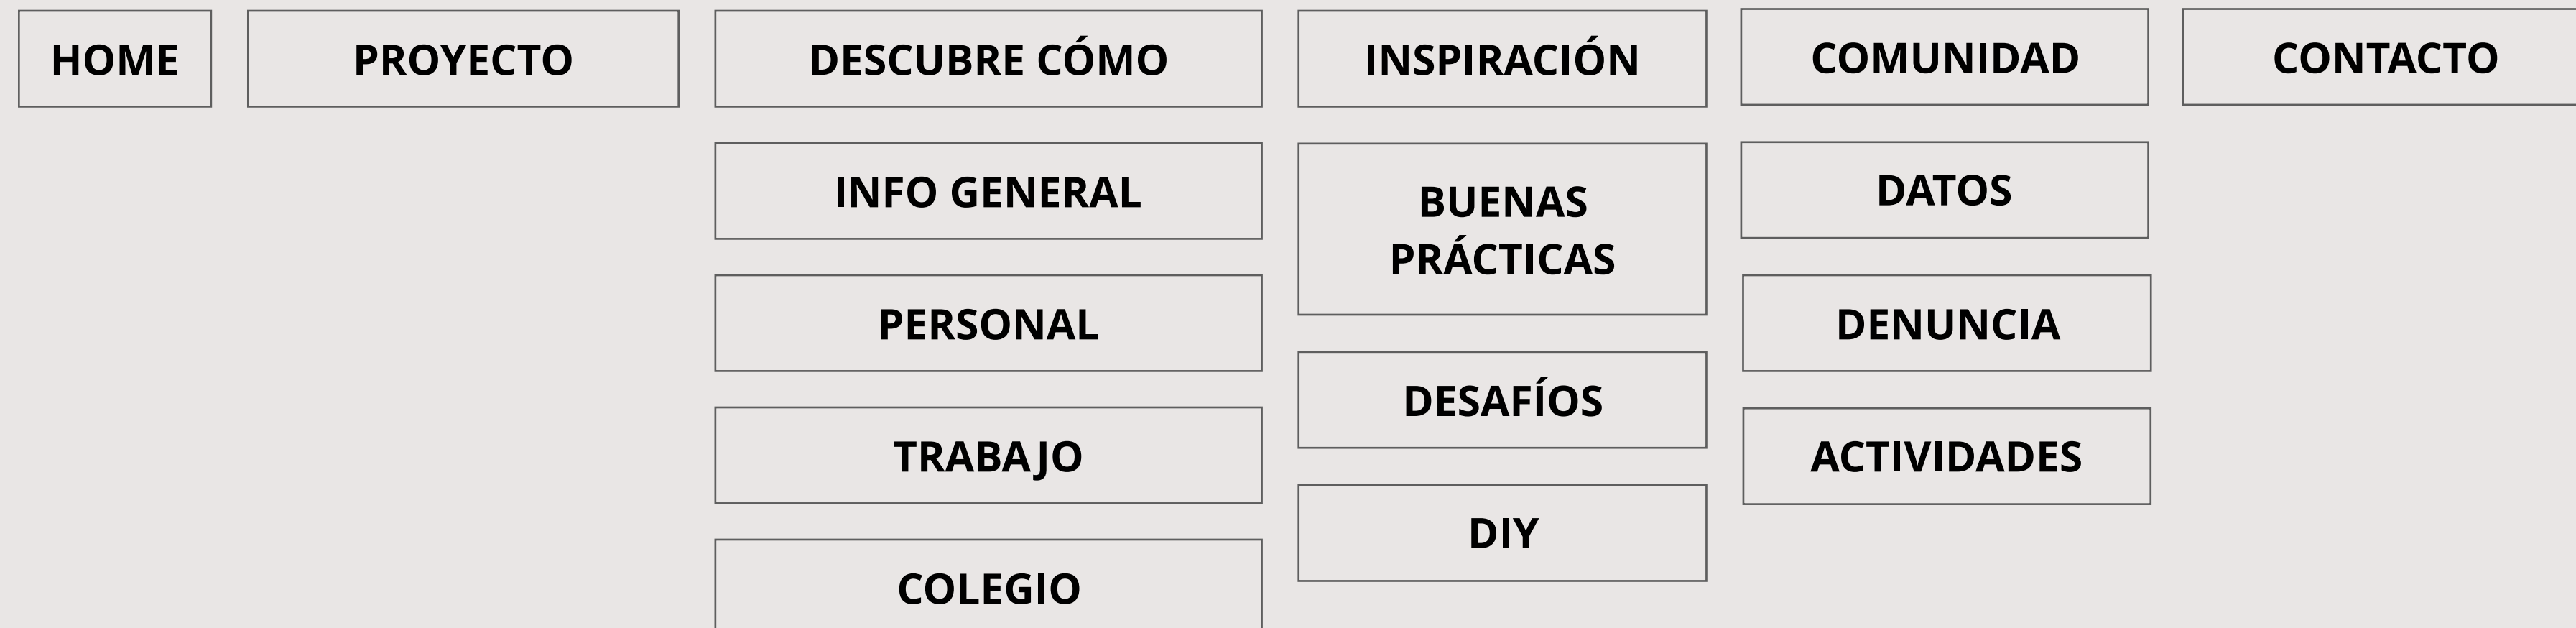 HOME
PROYECTO
DESCUBRE CÓMO
INSPIRACIÓN
COMUNIDAD
CONTACTO
INFO GENERAL
PERSONAL
TRABAJO
COLEGIO
BUENAS
PRÁCTICAS
DESAFÍOS
DIY
DATOS
DENUNCIA
ACTIVIDADES